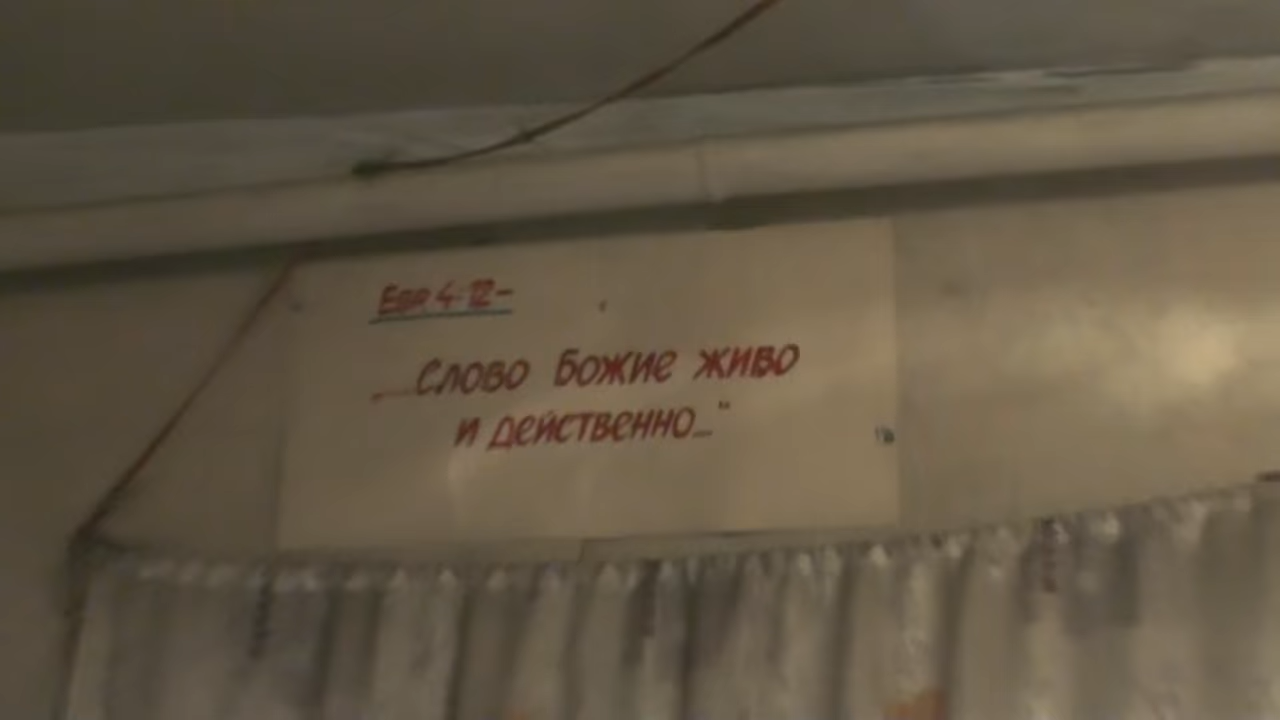 Евр. 4:12-
„...Слово Божие живо
и действенно..."